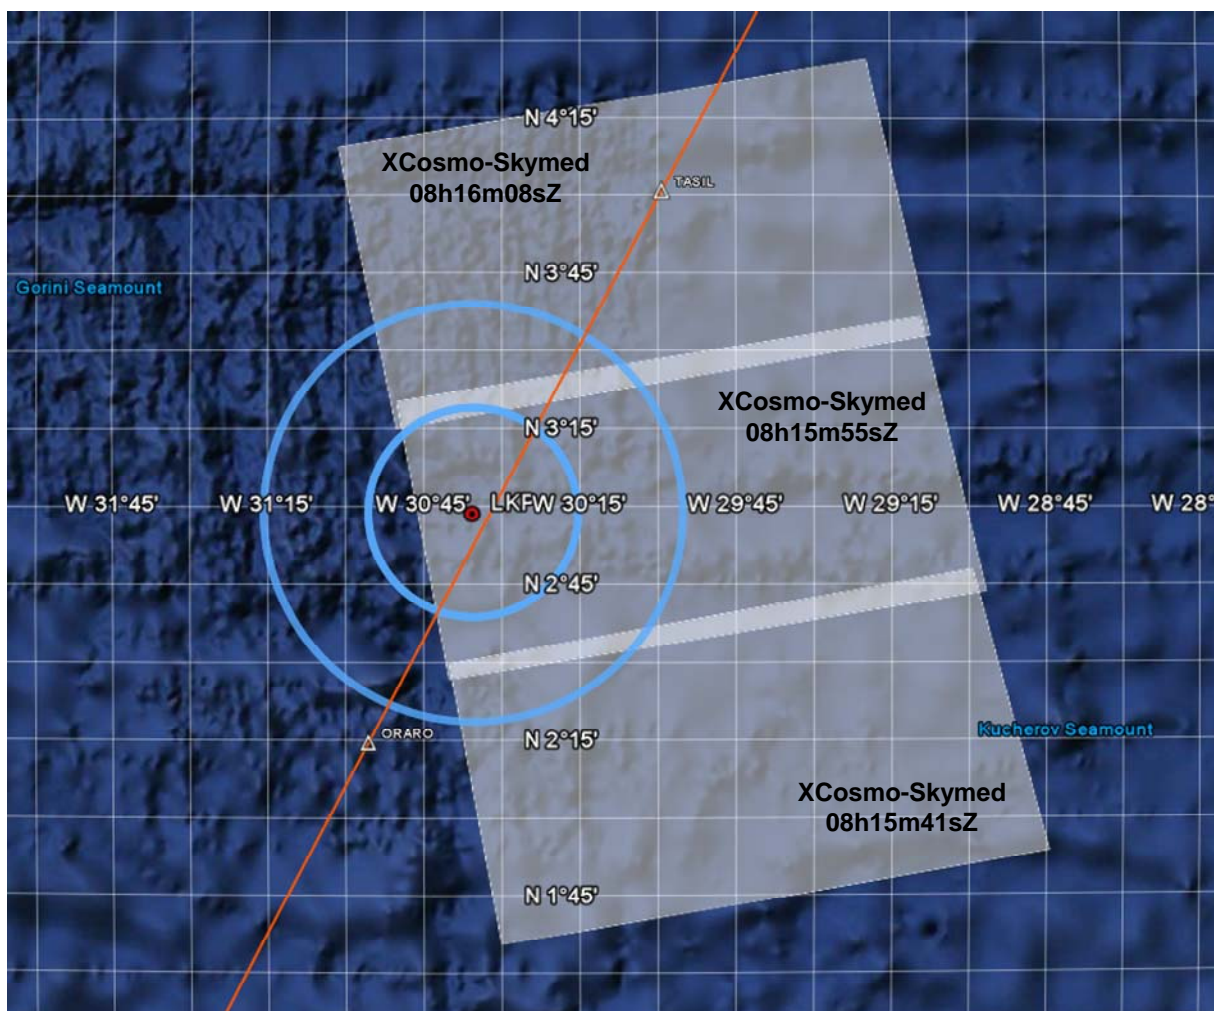 N 4°15'
XCosmo-Skymed
08h16m08sZ
TASIL
N 3°45'
Gorini Seamount
XCosmo-Skymed
08h15m55sZ
N 3°15'
W 31°45'
W 31°15'
W 30°45'
LKP
W 30°15'
W 29°45'
W 29°15'
W 28°45'
W 28°
N 2°45'
ORARO
N 2°15'
Kucherov Seamount
XCosmo-Skymed
08h15m41sZ
N 1°45'